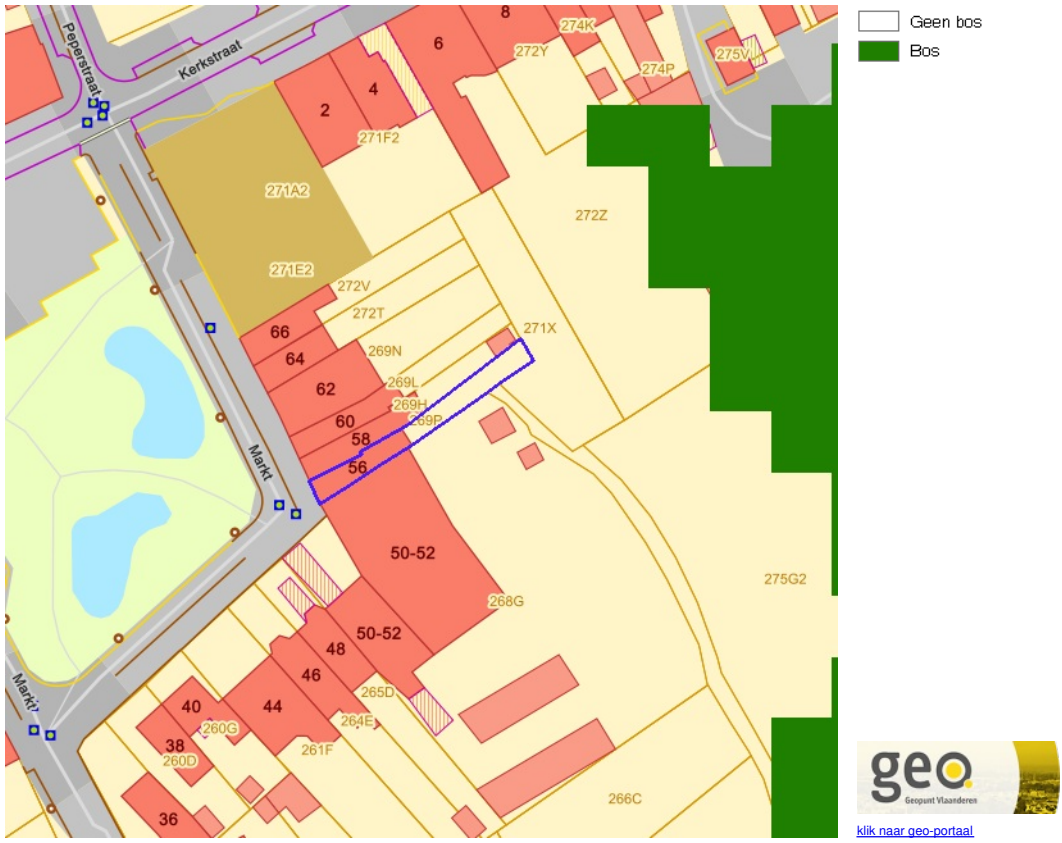 8
274K
6
272Y
275V
Peperstraat
Kerkstraat
274P
4
2
271F2
271A2
272Z
271E2
272V
272T
66
271X
64
269N
62
269L
269H
60
269P
58
Markt
56
50-52
275G2
268G
50-52
48
46
265D
Markt
40
44
264E
260G
38
261F
260D
266C
36
Geen bos
Bos
geo
Geopunt Vlaanderen
klik naar geo-portaal